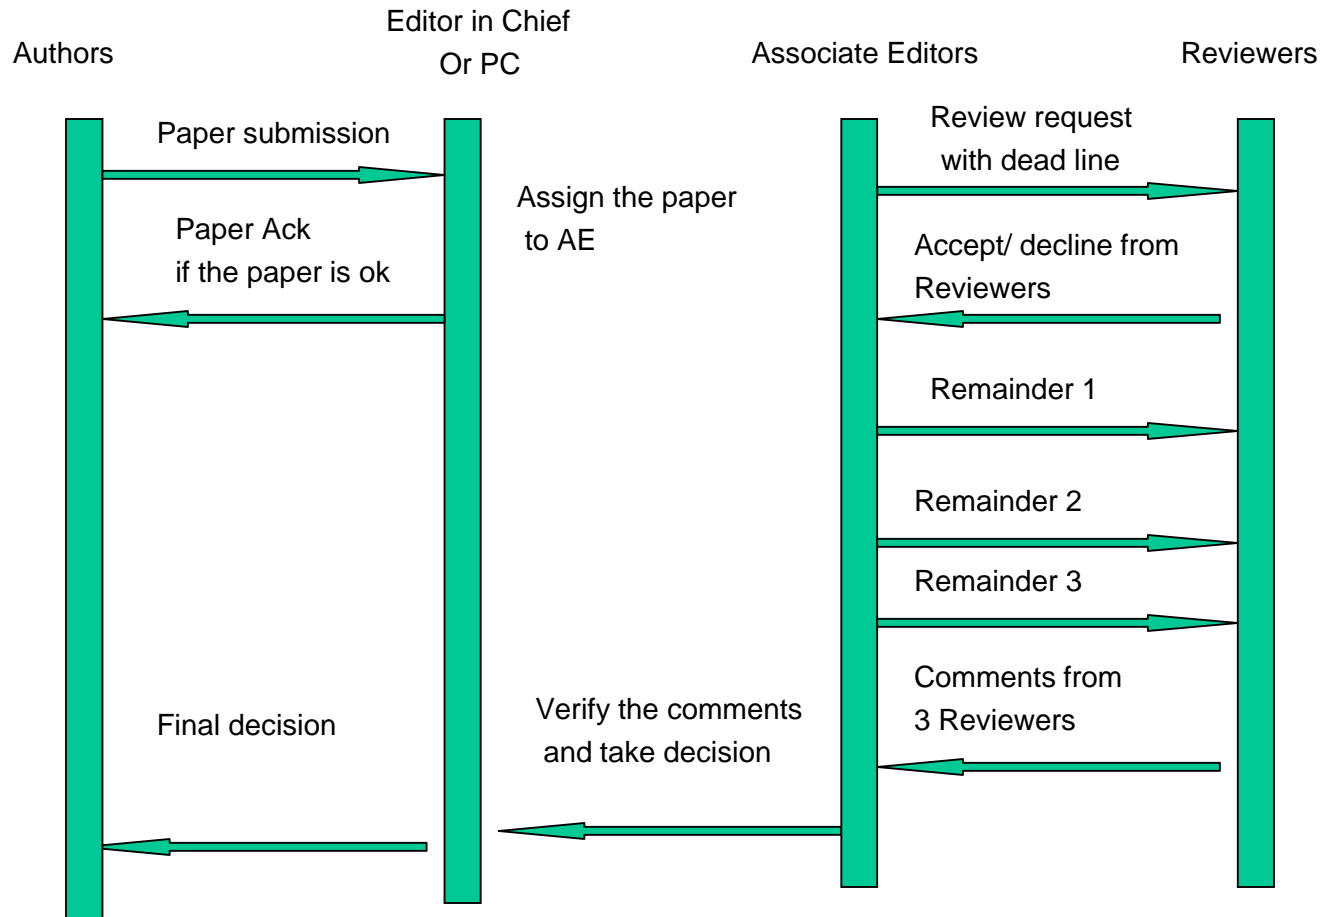 Authors
Editor in Chief
Or PC
Associate Editors
Reviewers
Paper submission
Paper Ack
if the paper is ok
Assign the paper
to AE
Review request
with dead line
Accept/ decline from
Reviewers
Remainder 1
Remainder 2
Remainder 3
Comments from
3 Reviewers
Verify the comments
and take decision
Final decision